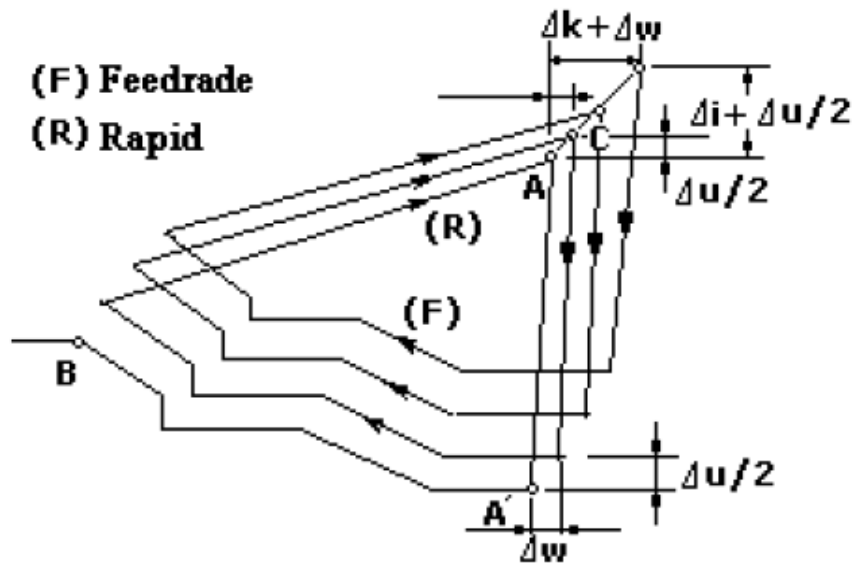 Δk+Δw
(F) Feedrade
(R) Rapid
Δi+Δu/2
C
A
Δu/2
(R)
(F)
B
Δu/2
A′
Δw